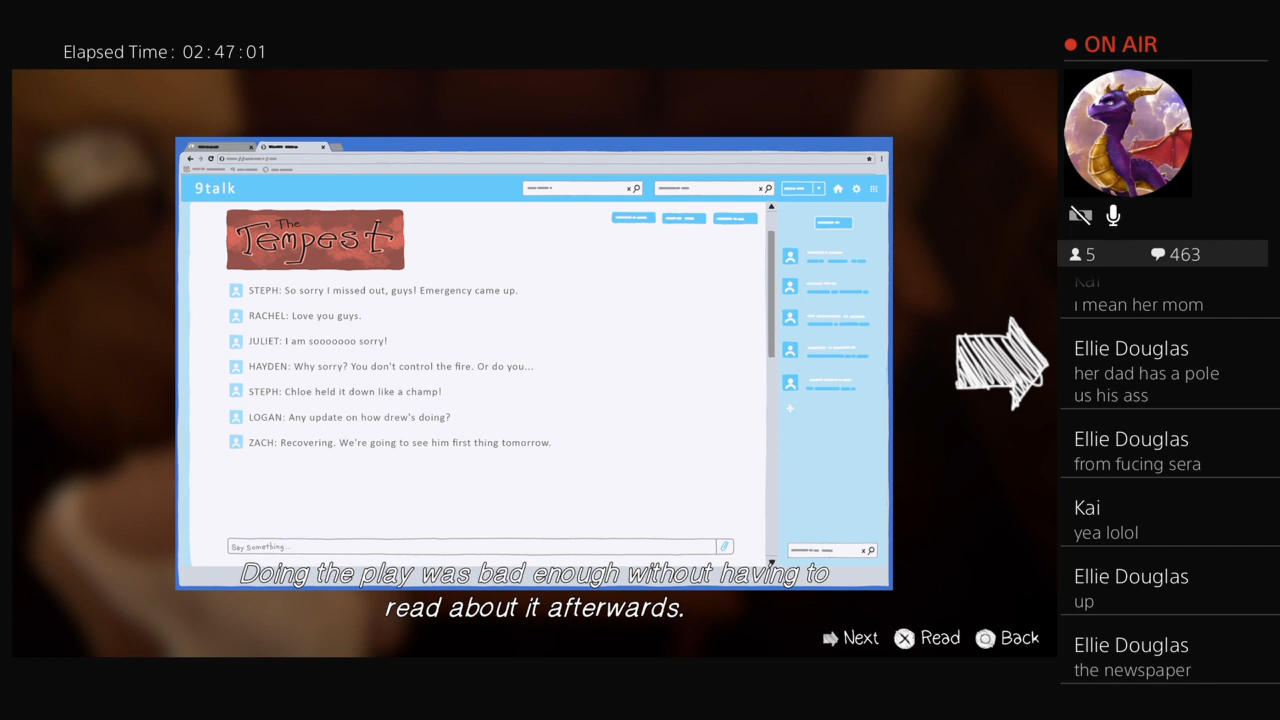 Elapsed Time: 02:47:01
ON AIR
5
463
Kai
i mean her mom
Ellie Douglas
her dad has a pole
us his ass
Ellie Douglas
from fucing sera
Kai
yea lolol
Ellie Douglas
up
Ellie Douglas
the newspaper
9talk
The
Tempest
STEPH: So sorry I missed out, guys! Emergency came up.
RACHEL: Love you guys.
JULIET: I am sooooooo sorry!
HAYDEN: Why sorry? You don't control the fire. Or do you...
STEPH: Chloe held it down like a champ!
LOGAN: Any update on how drew's doing?
ZACH: Recovering. We're going to see him first thing tomorrow.
Say Something...
Doing the play was bad enough without having to
read about it afterwards.
Next
Read
Back